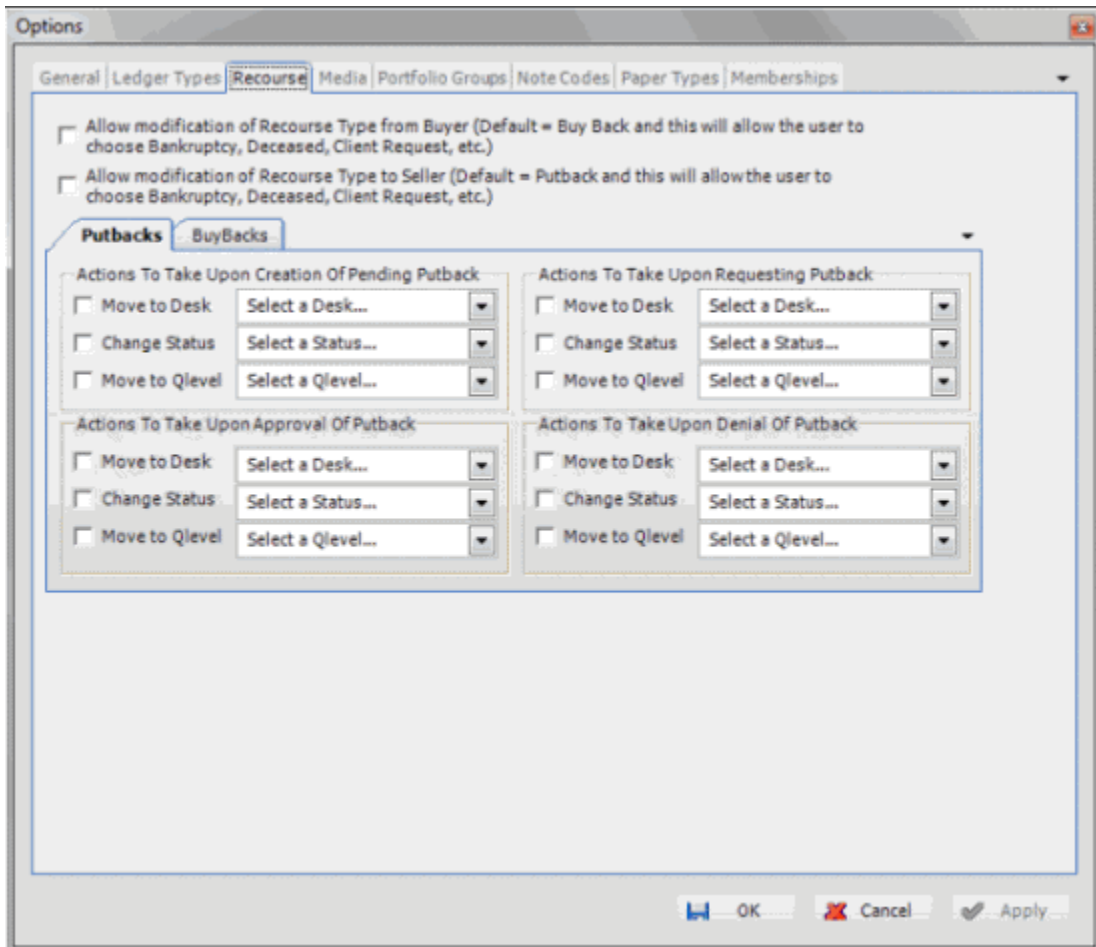 Options
General Ledger Types Recourse Media Portfolio Groups Note Codes Paper Types Memberships
Allow modification of Recourse Type from Buyer (Default = Buy Back and this will allow the user to
choose Bankruptcy, Deceased, Client Request, etc.)
Allow modification of Recourse Type to Seller (Default = Putback and this will allow the user to
choose Bankruptcy, Deceased, Client Request, etc.)
Putbacks BuyBacks
Actions To Take Upon Creation Of Pending Putback
Move to Desk Select a Desk...
Change Status Select a Status...
Move to Qlevel Select a Qlevel...
Actions To Take Upon Requesting Putback
Move to Desk Select a Desk...
Change Status Select a Status...
Move to Qlevel Select a Qlevel...
Actions To Take Upon Approval Of Putback
Move to Desk Select a Desk...
Change Status Select a Status...
Move to Qlevel Select a Qlevel...
Actions To Take Upon Denial Of Putback
Move to Desk Select a Desk...
Change Status Select a Status...
Move to Qlevel Select a Qlevel...
OK Cancel Apply